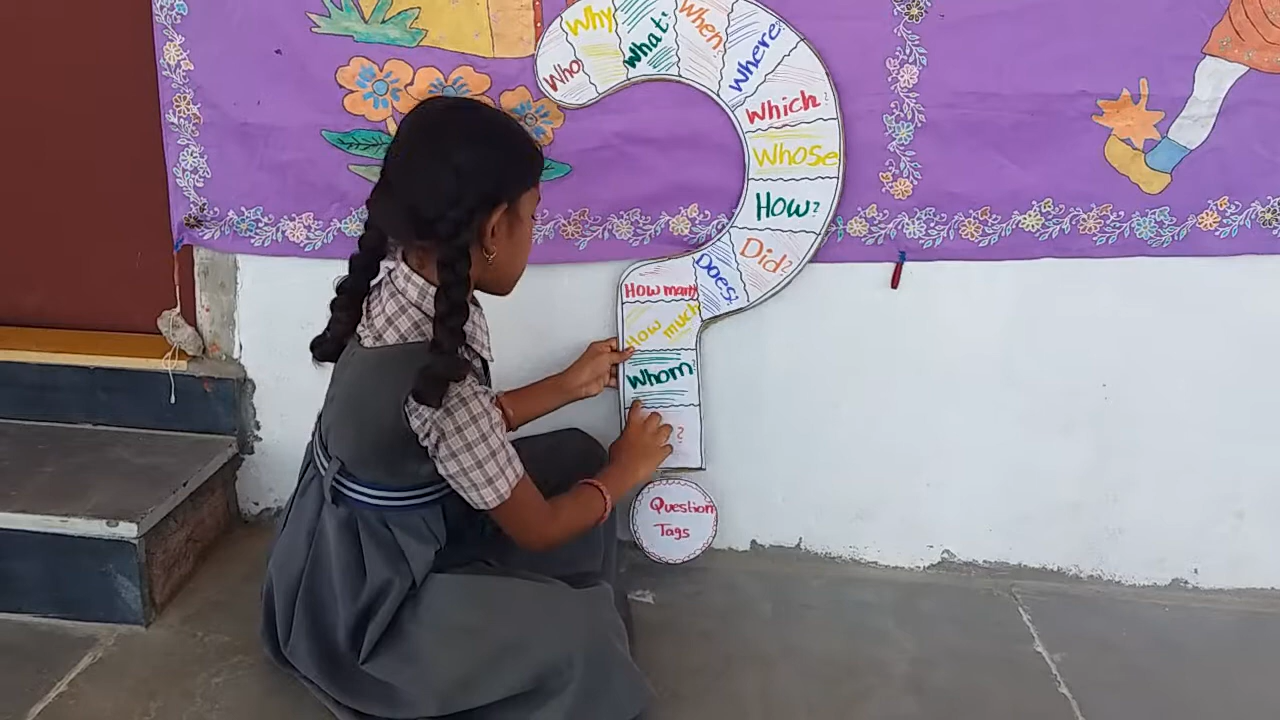 Who
Why
What?
When?
Where?
Which?
Whose
How?
Did?
Does?
How many
How much
Whom?
?
Question
Tags